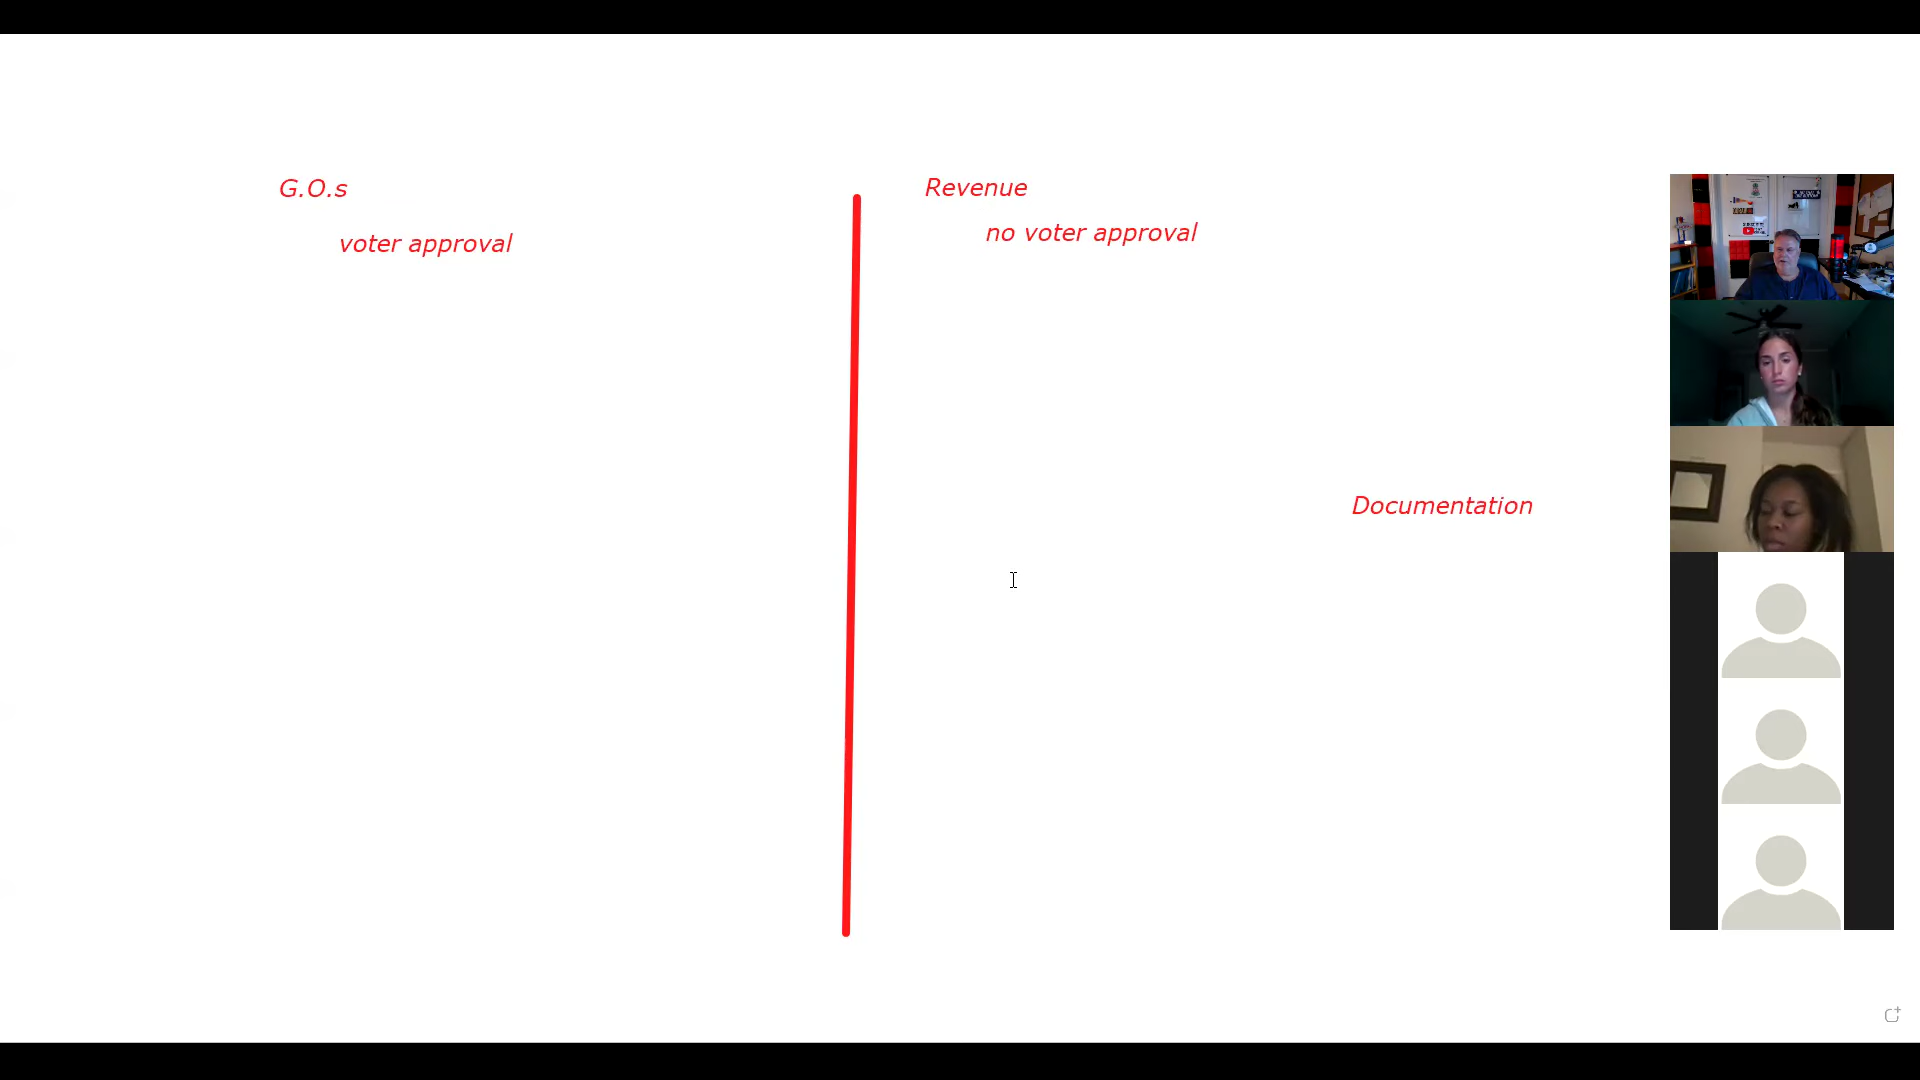 G.O.s
voter approval
Revenue
no voter approval
Documentation